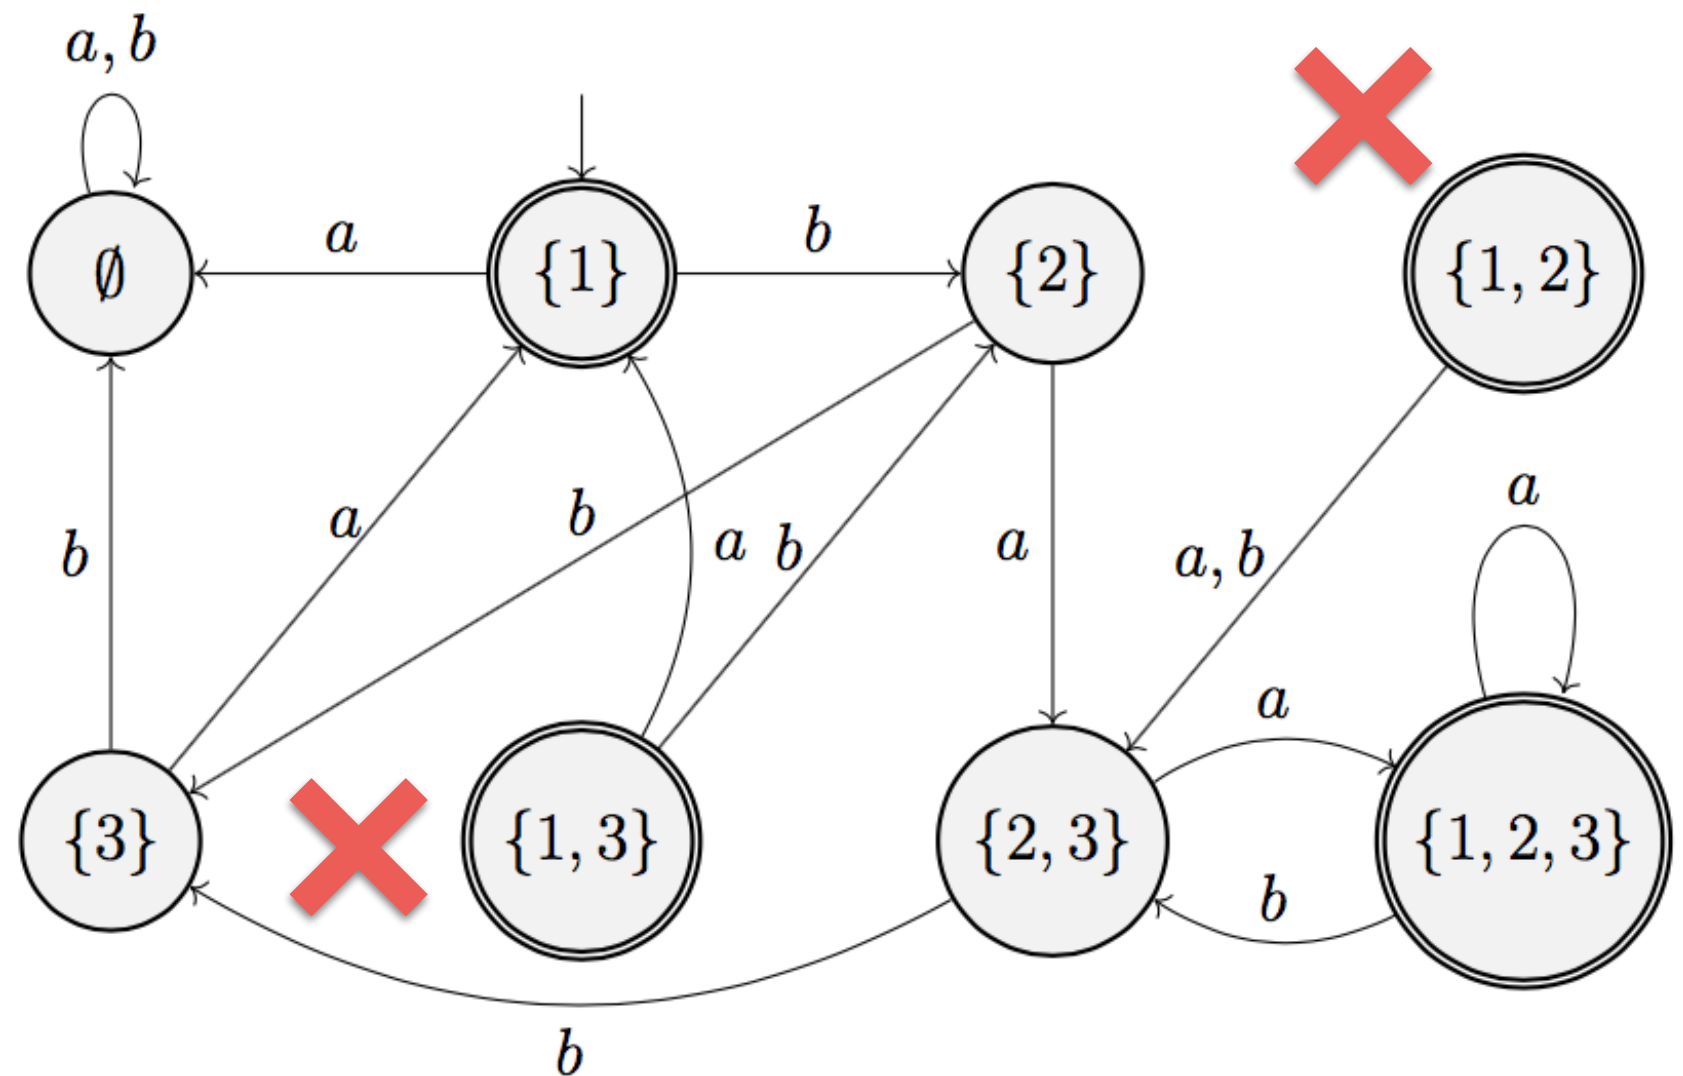 a, b
a
b
∅
{1}
{2}
{1, 2}
a
b
a
b
a
b
a
a, b
a
{3}
{1, 3}
{2, 3}
{1, 2, 3}
b
b